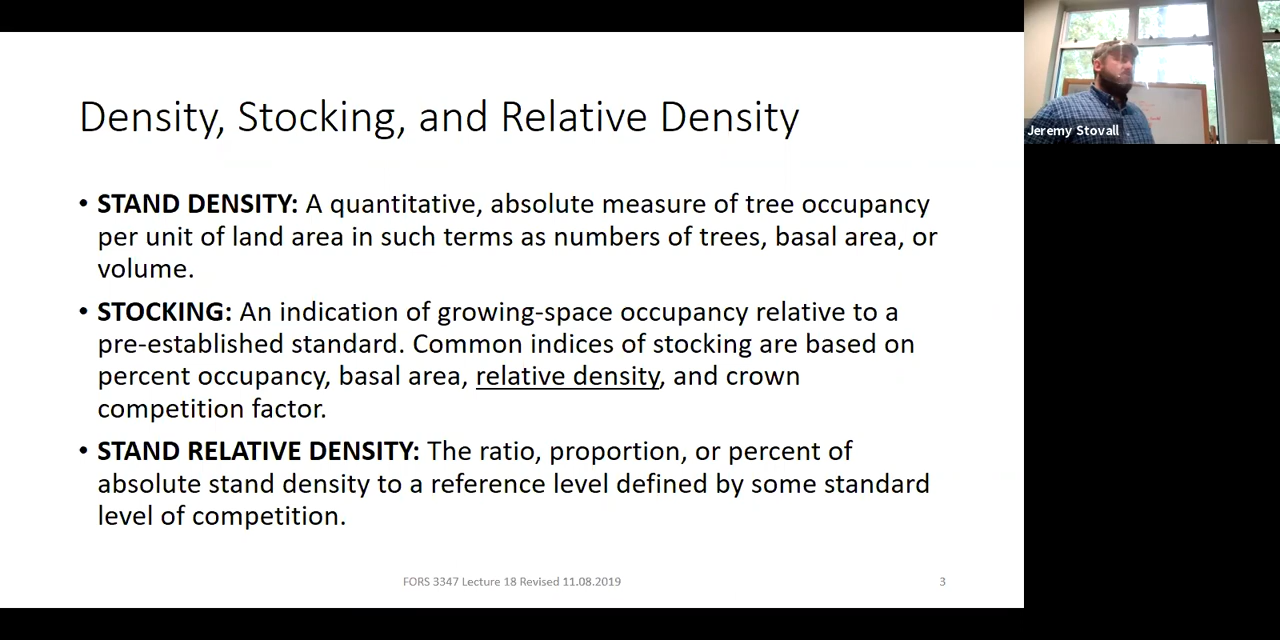 Density, Stocking, and Relative Density
• STAND DENSITY: A quantitative, absolute measure of tree occupancy
per unit of land area in such terms as numbers of trees, basal area, or
volume.
• STOCKING: An indication of growing-space occupancy relative to a
pre-established standard. Common indices of stocking are based on
percent occupancy, basal area, relative density, and crown
competition factor.
• STAND RELATIVE DENSITY: The ratio, proportion, or percent of
absolute stand density to a reference level defined by some standard
level of competition.
FORS 3347 Lecture 18 Revised 11.08.2019
3
Jeremy Stovall